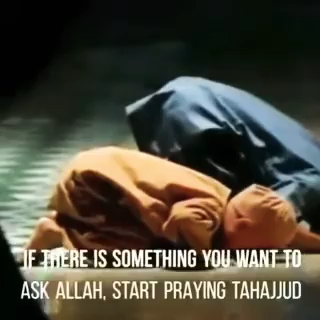 IF THERE IS SOMETHING YOU WANT TO
ASK ALLAH, START PRAYING TAHAJJUD